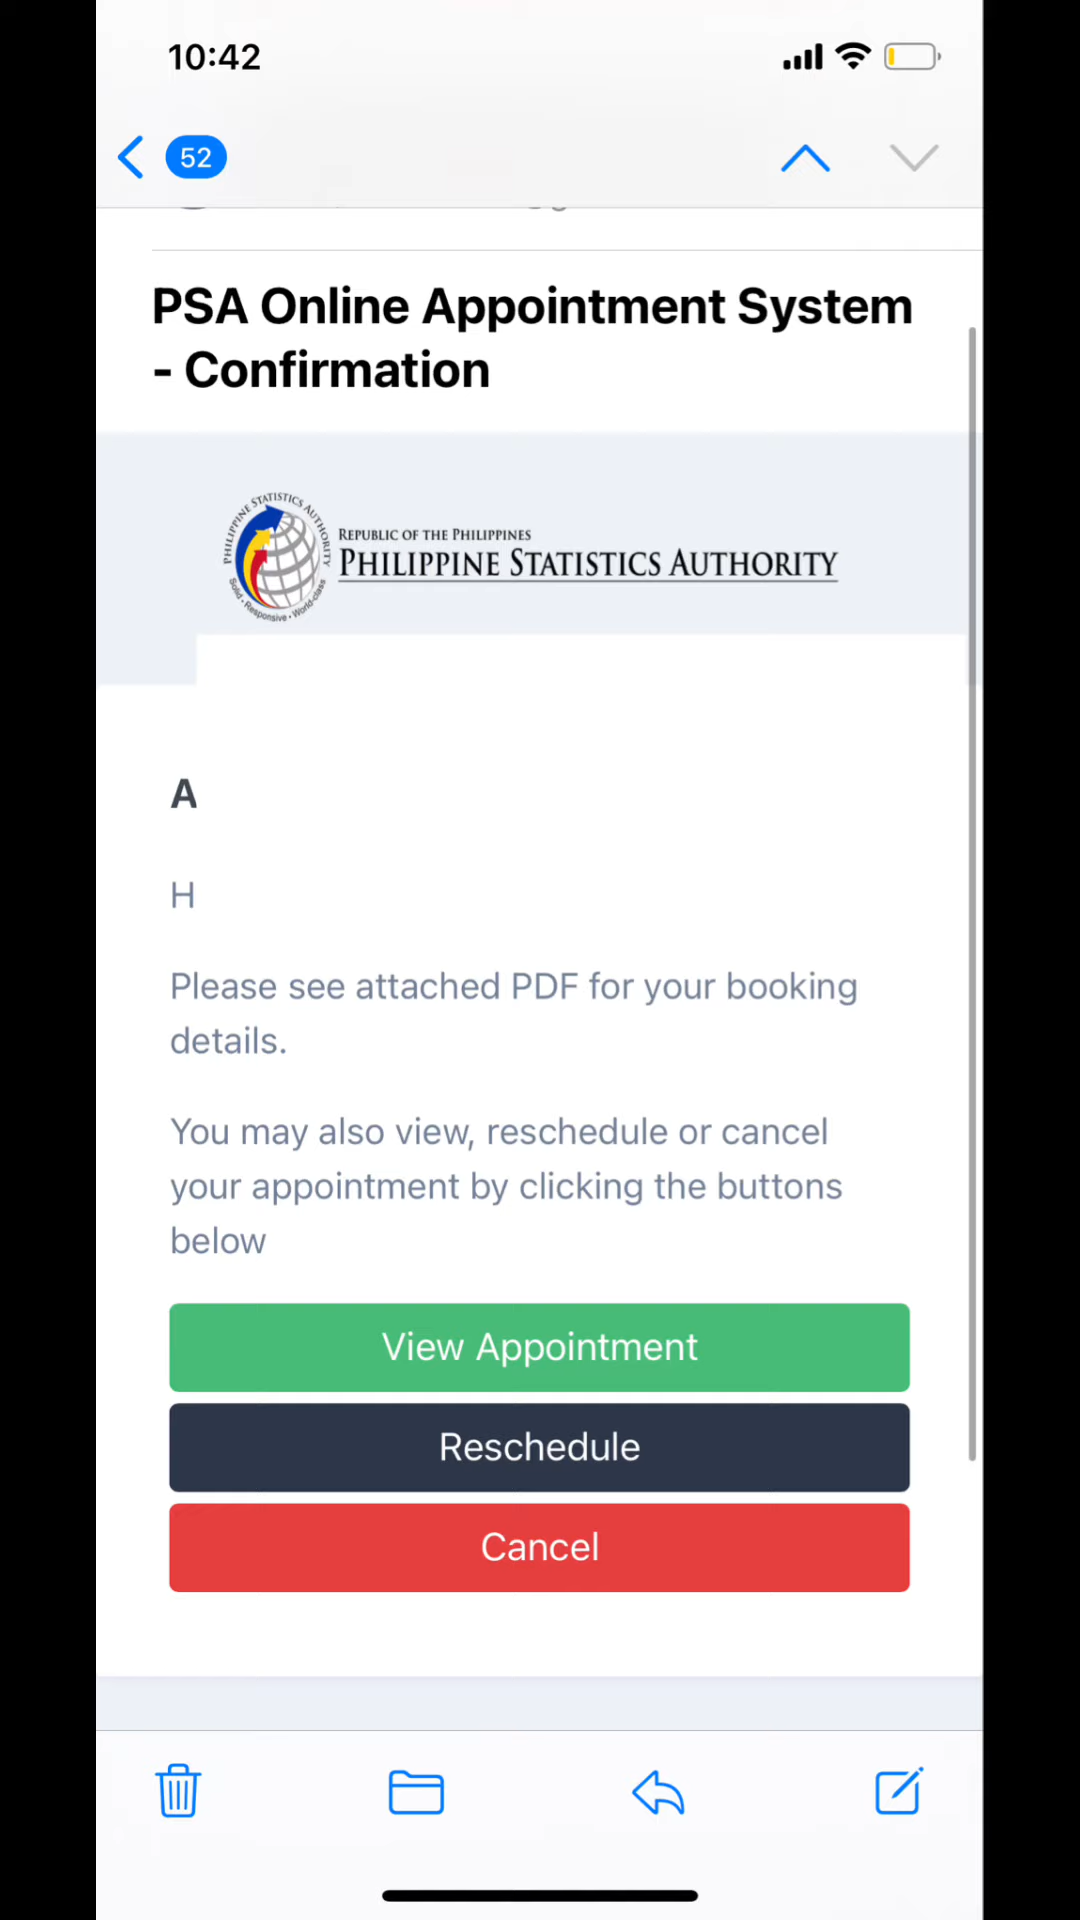 10:42
52
PSA Online Appointment System
- Confirmation
PHILIPPINE STATISTICS AUTHORITY
Solid • Responsive • World-class
REPUBLIC OF THE PHILIPPINES
PHILIPPINE STATISTICS AUTHORITY
A
H
Please see attached PDF for your booking
details.
You may also view, reschedule or cancel
your appointment by clicking the buttons
below
View Appointment
Reschedule
Cancel